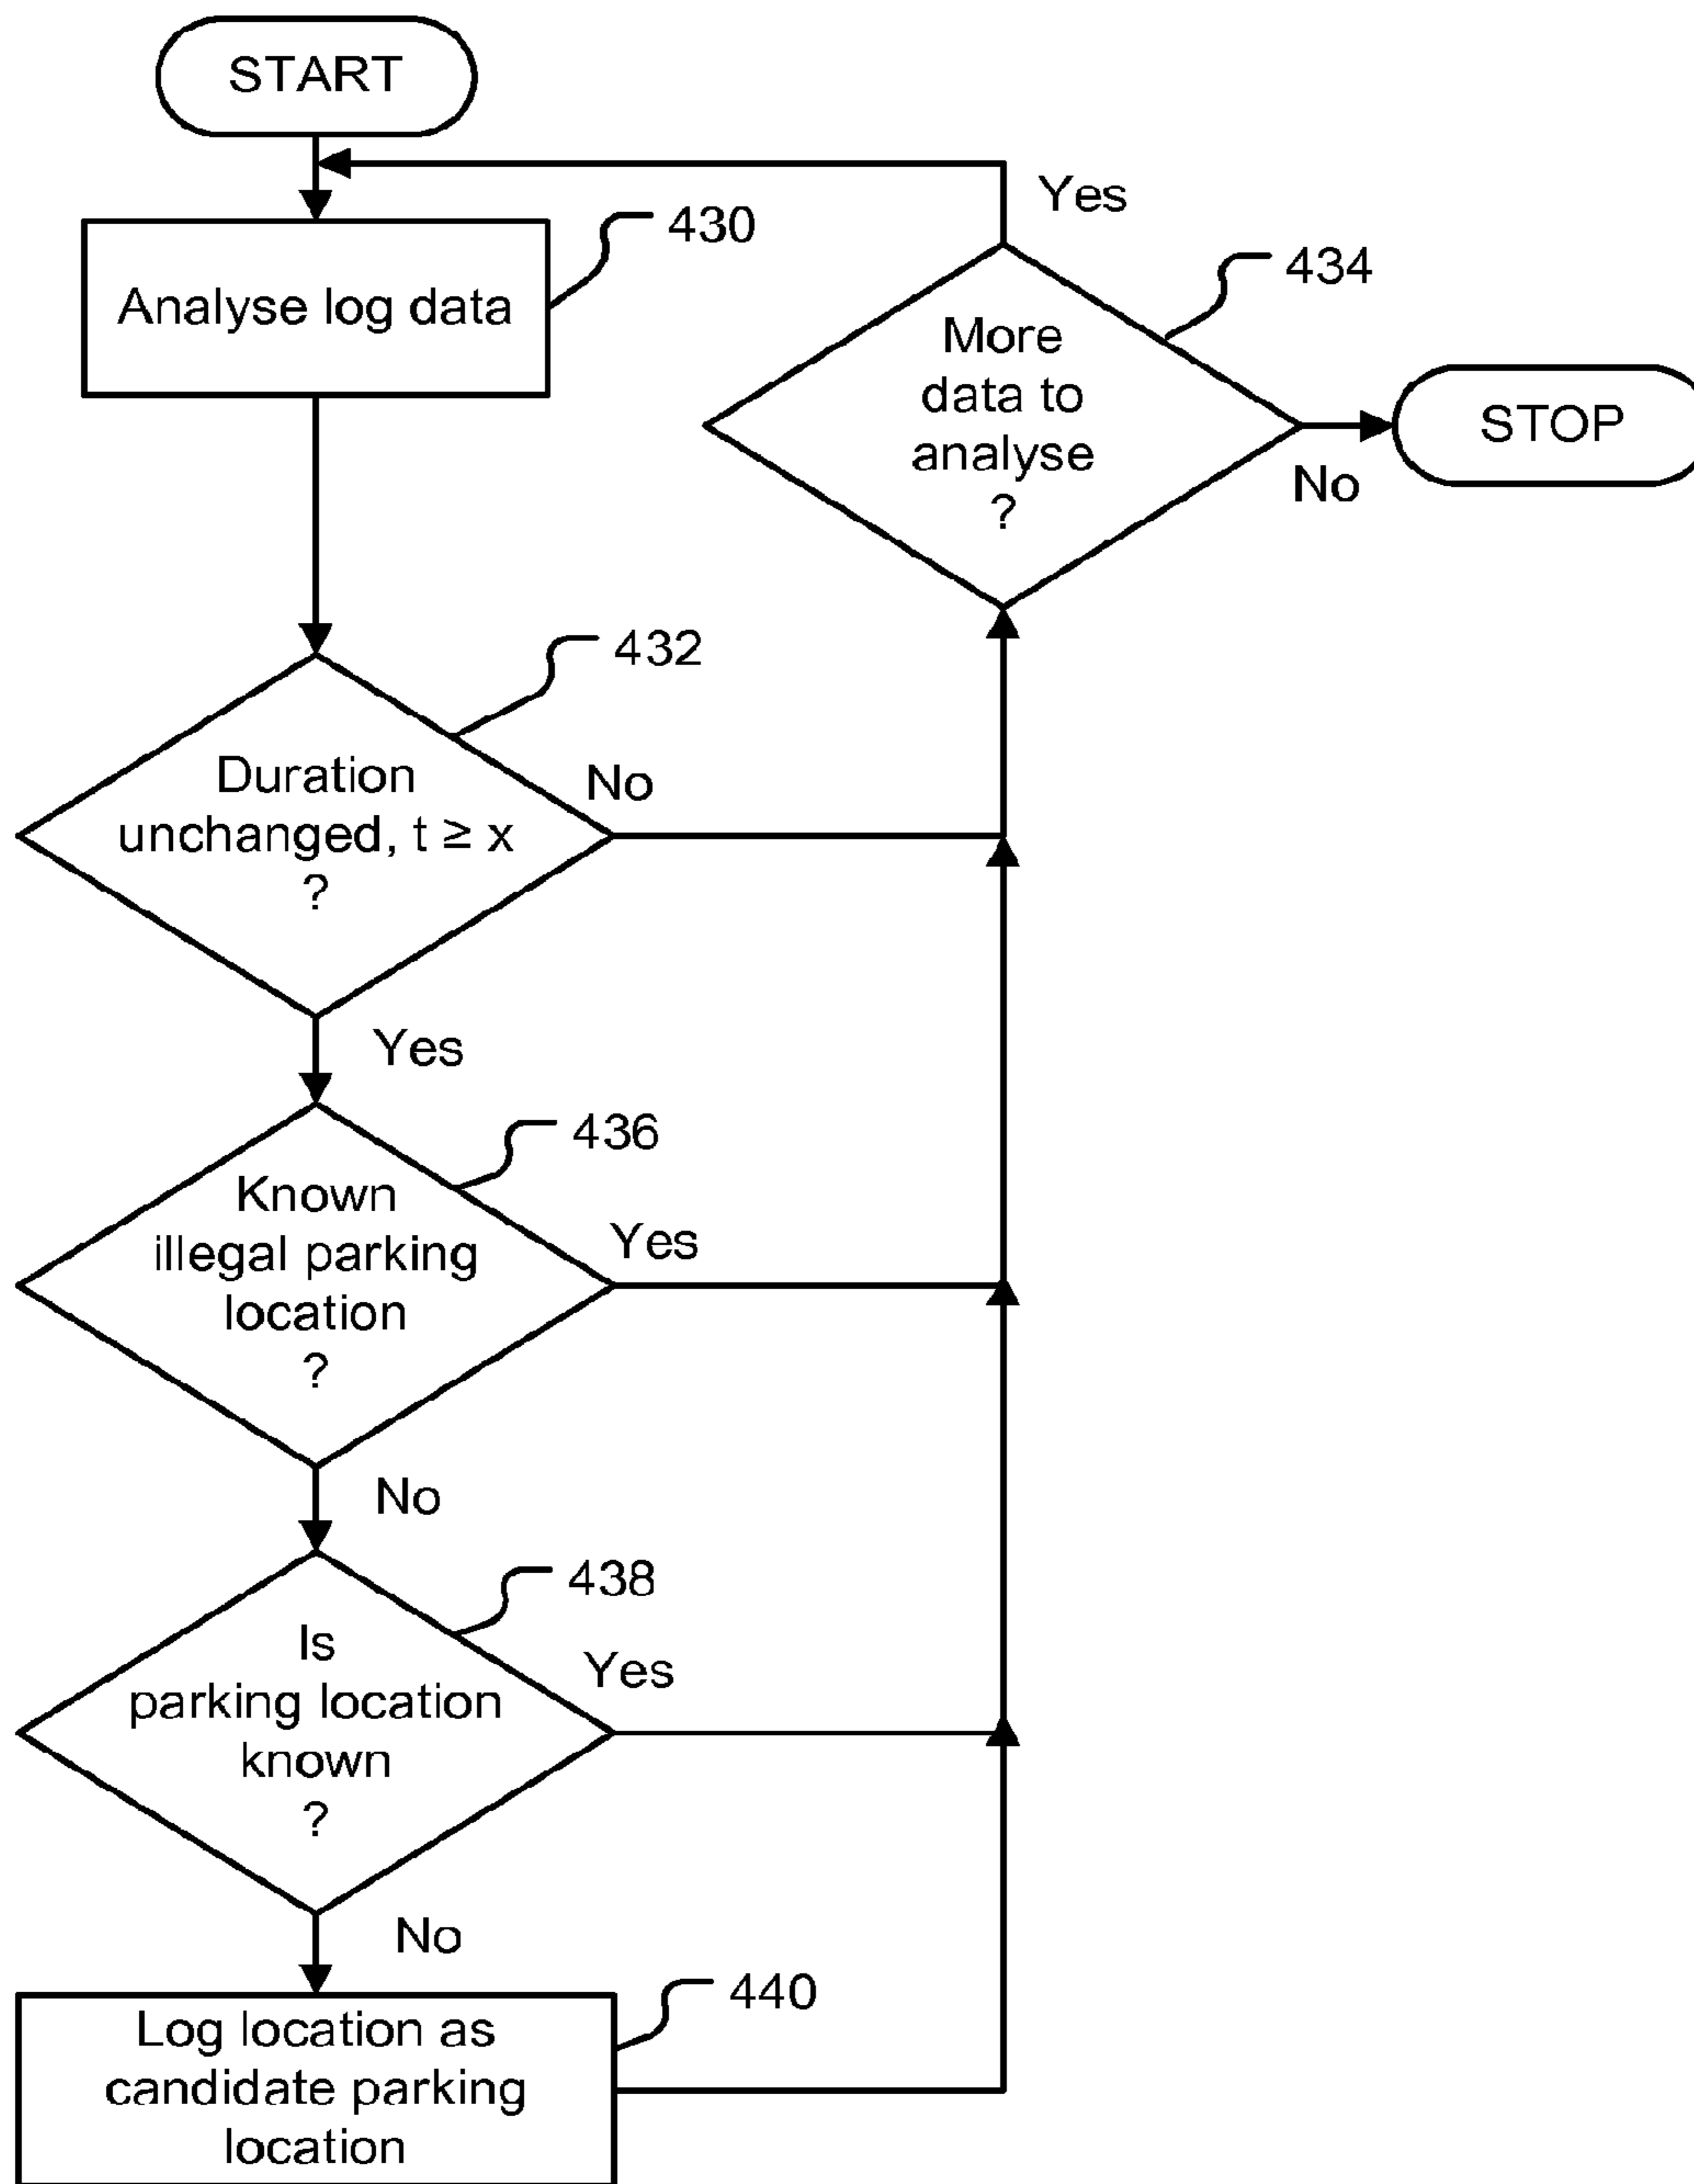 START
Yes
430
Analyse log data
434
More
data to
analyse
?
STOP
No
432
Duration
unchanged, t ≥ x
?
No
Yes
436
Known
illegal parking
location
?
Yes
No
438
Is
parking location
known
?
Yes
No
440
Log location as
candidate parking
location